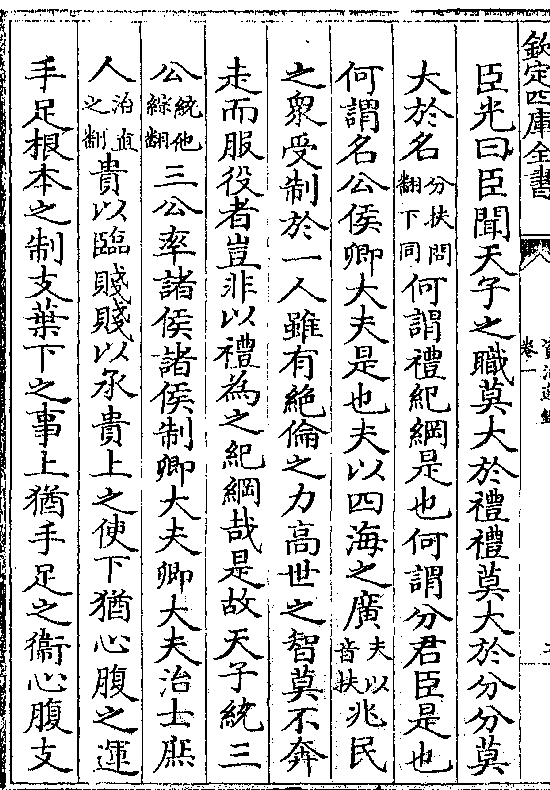 欽定四庫全書
資治通鑑
卷一
臣光曰臣聞天子之職莫大於禮禮莫大於分分莫
大於名分扶問翻下同何謂禮紀綱是也何謂分君臣是也
何謂名公侯卿大夫是也夫以四海之廣夫以音扶兆民
之衆受制於一人雖有絶倫之力高世之智莫不奔
走而服役者豈非以禮為之紀綱哉是故天子統三
公統他綜翻三公率諸侯諸侯制卿大夫卿大夫治士庶
人治直之翻貴以臨賤賤以承貴上之使下猶心腹之運
手足根本之制支葉下之事上猶手足之衞心腹支